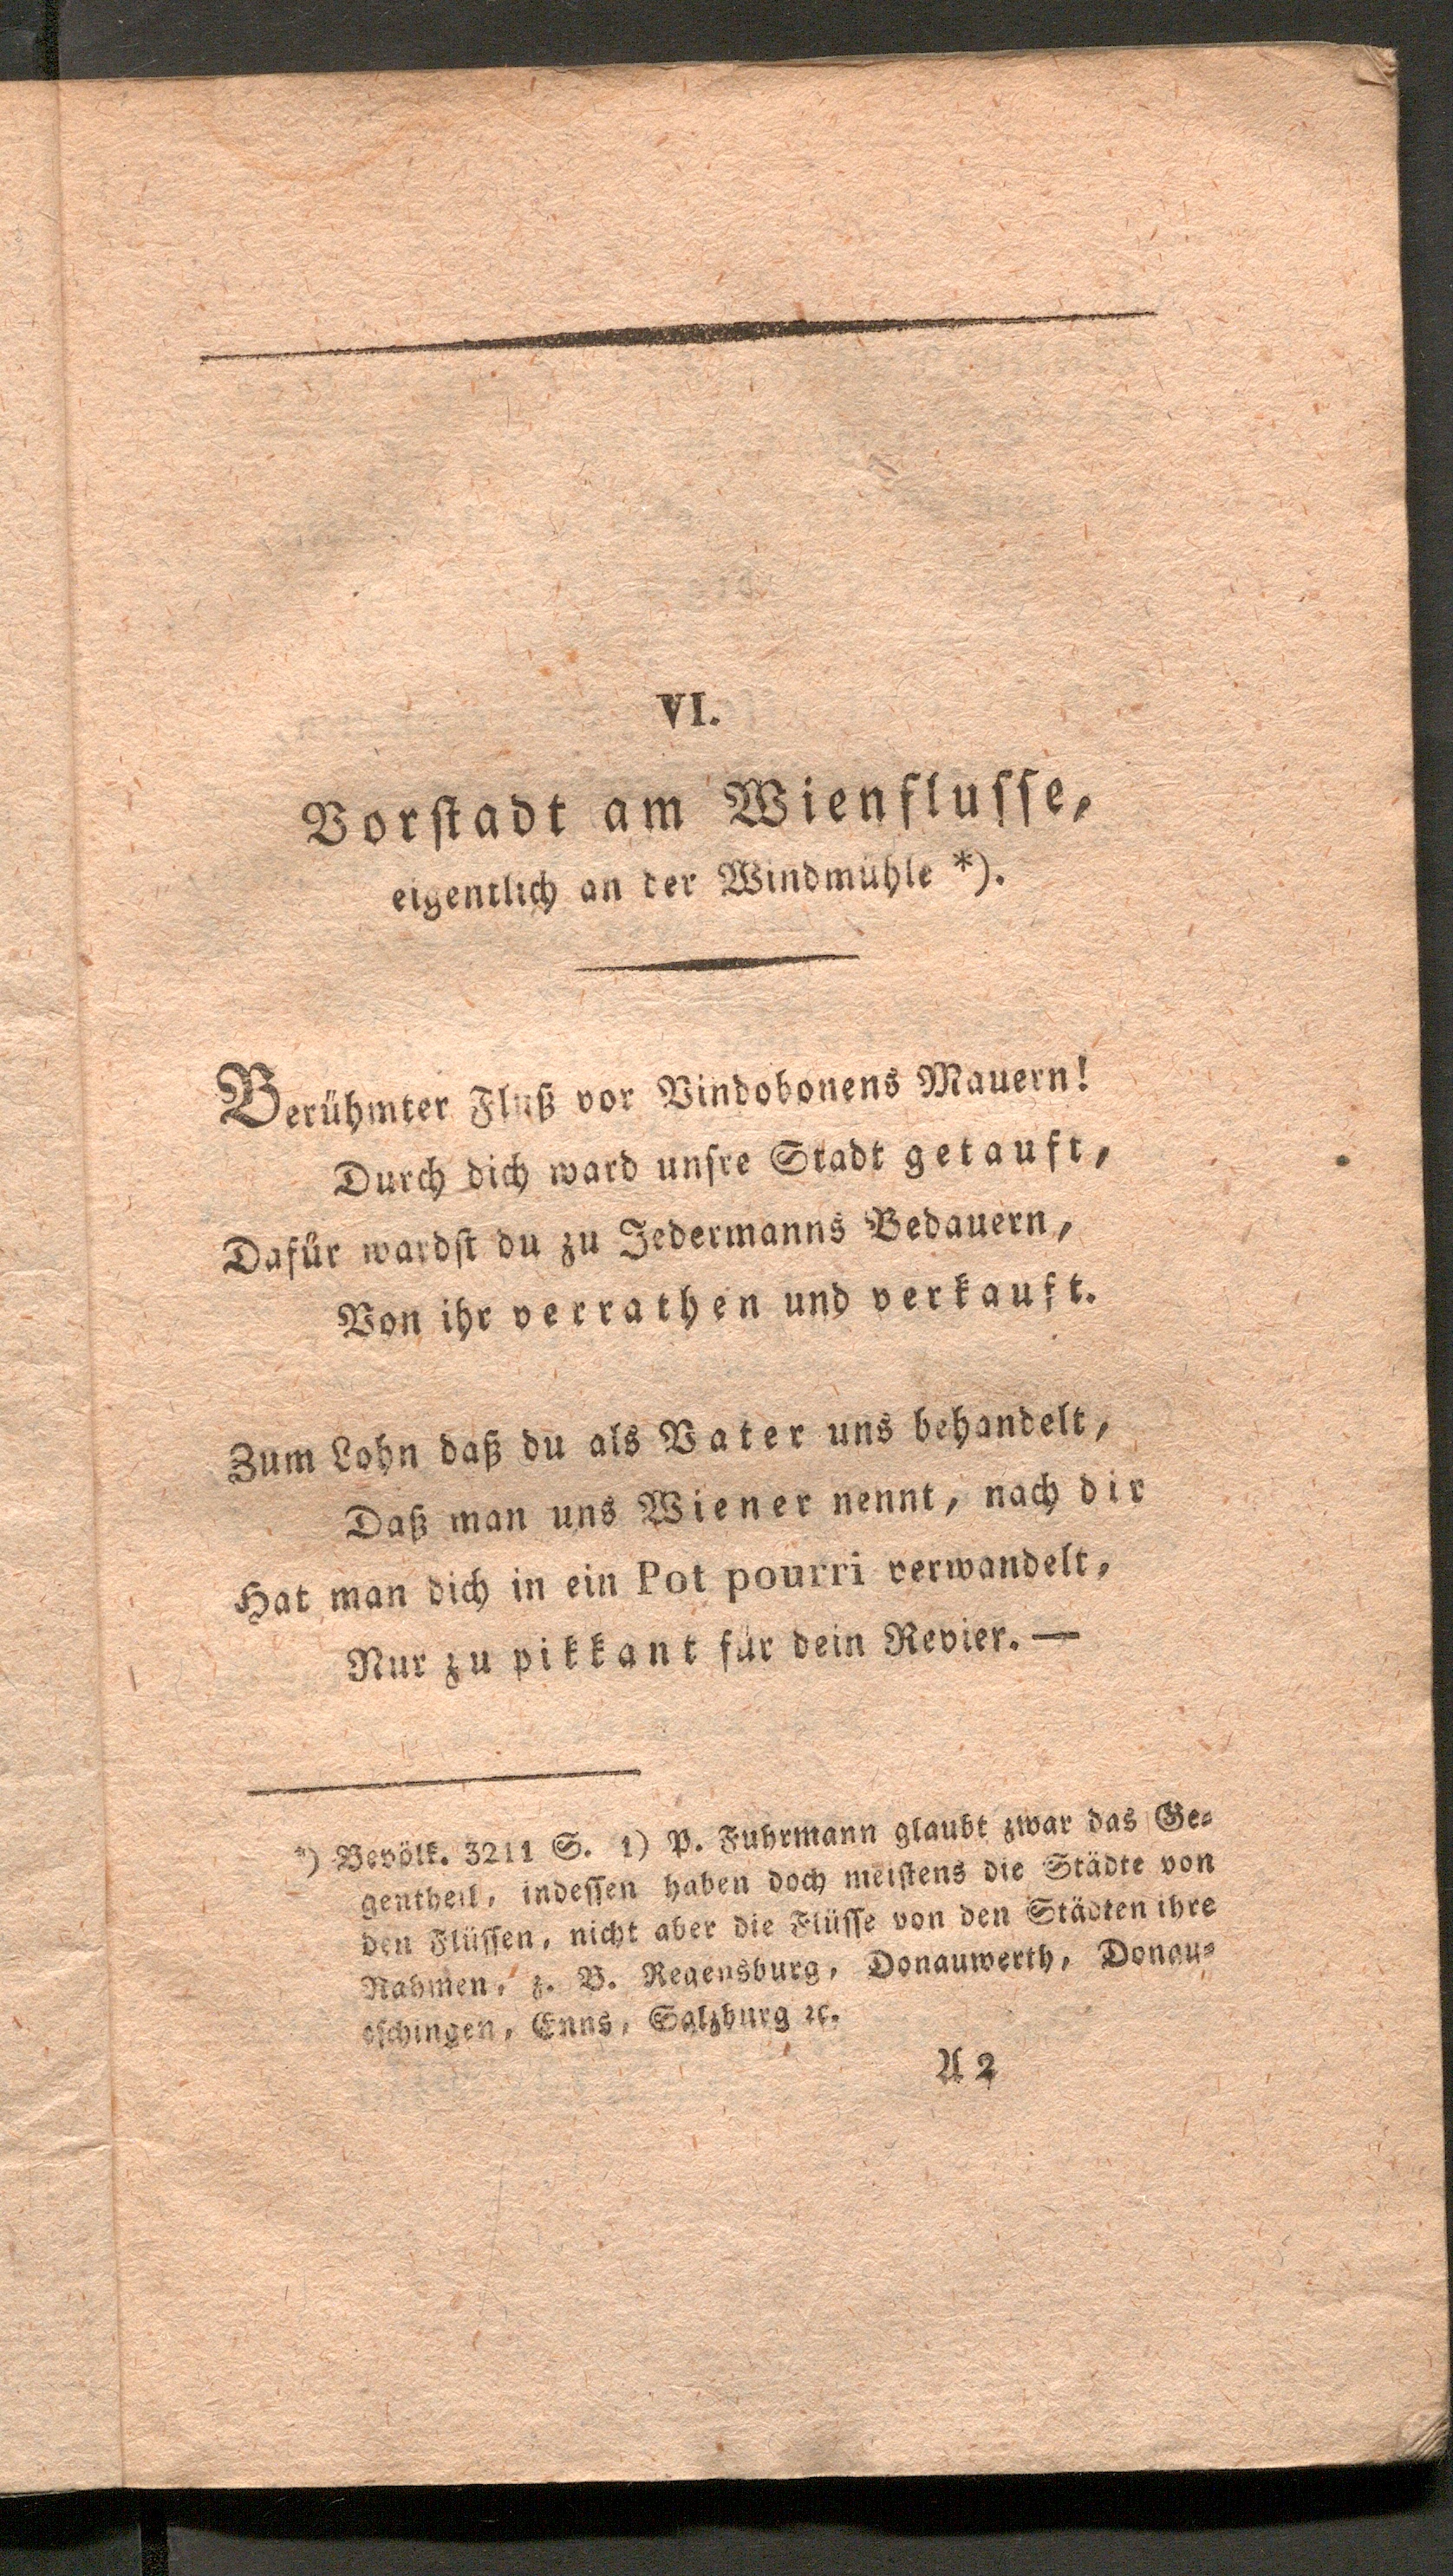 VI.
Vorstadt am Wienflusse,
eigentlich an der Windmühle *).
Berühmter Fluß vor Vindobonens Mauern!
Durch dich ward unsre Stadt getauft,
Dafür wardst du zu Jedermanns Bedauern,
Von ihr verrathen und verkauft.
Zum Lohn daß du als Vater uns behandelt,
Daß man uns Wiener nennt, nach dir
Hat man dich in ein Pot pourri verwandelt,
Nur zu pikkant für dein Revier. —
*) Bevölk. 3211 S. 1) P. Fuhrmann glaubt zwar das Ge-
gentheil, indessen haben doch meistens die Städte von
den Flüssen, nicht aber die Flüsse von den Städten ihre
Nahmen, z. B. Regensburg, Donauwerth, Donau-
eschingen, Enns, Salzburg ꝛc.
A 2